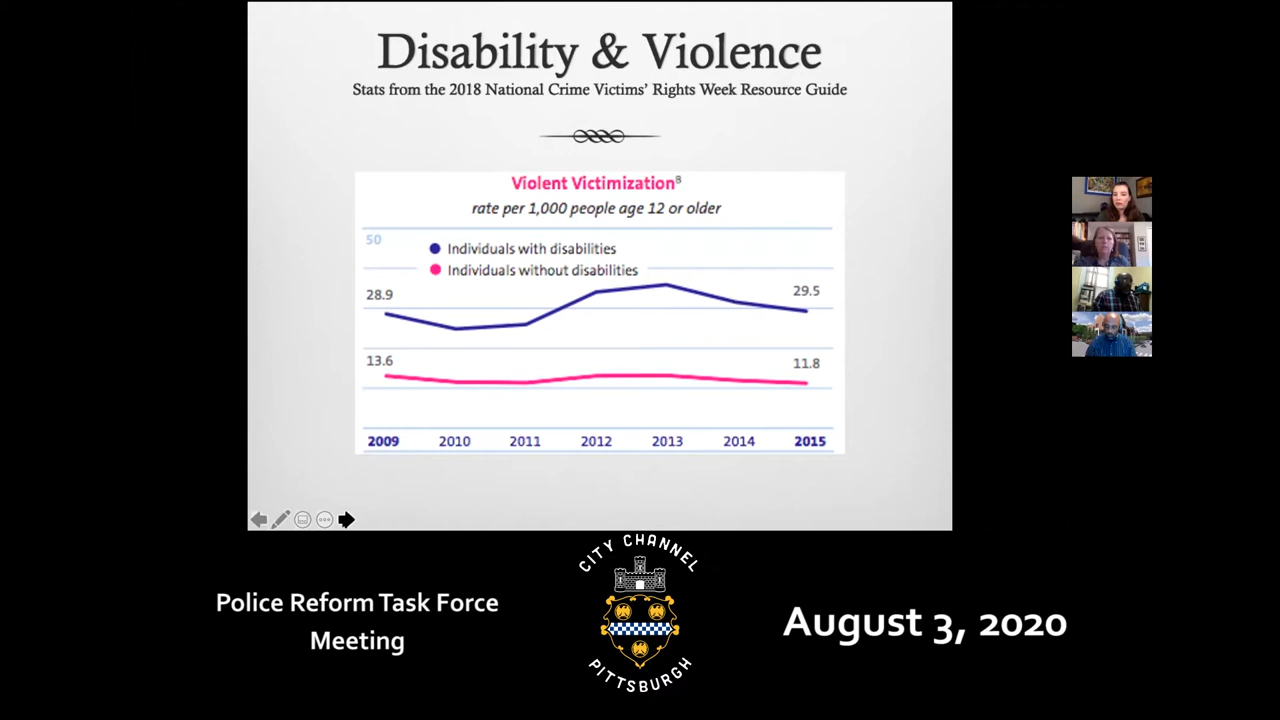 Disability & Violence
Stats from the 2018 National Crime Victims' Rights Week Resource Guide
Violent Victimization⁸
rate per 1,000 people age 12 or older
50
Individuals with disabilities
Individuals without disabilities
28.9
29.5
13.6
11.8
2009 2010 2011 2012 2013 2014 2015
Police Reform Task Force
Meeting
CITY CHANNEL
PITTSBURGH
August 3, 2020